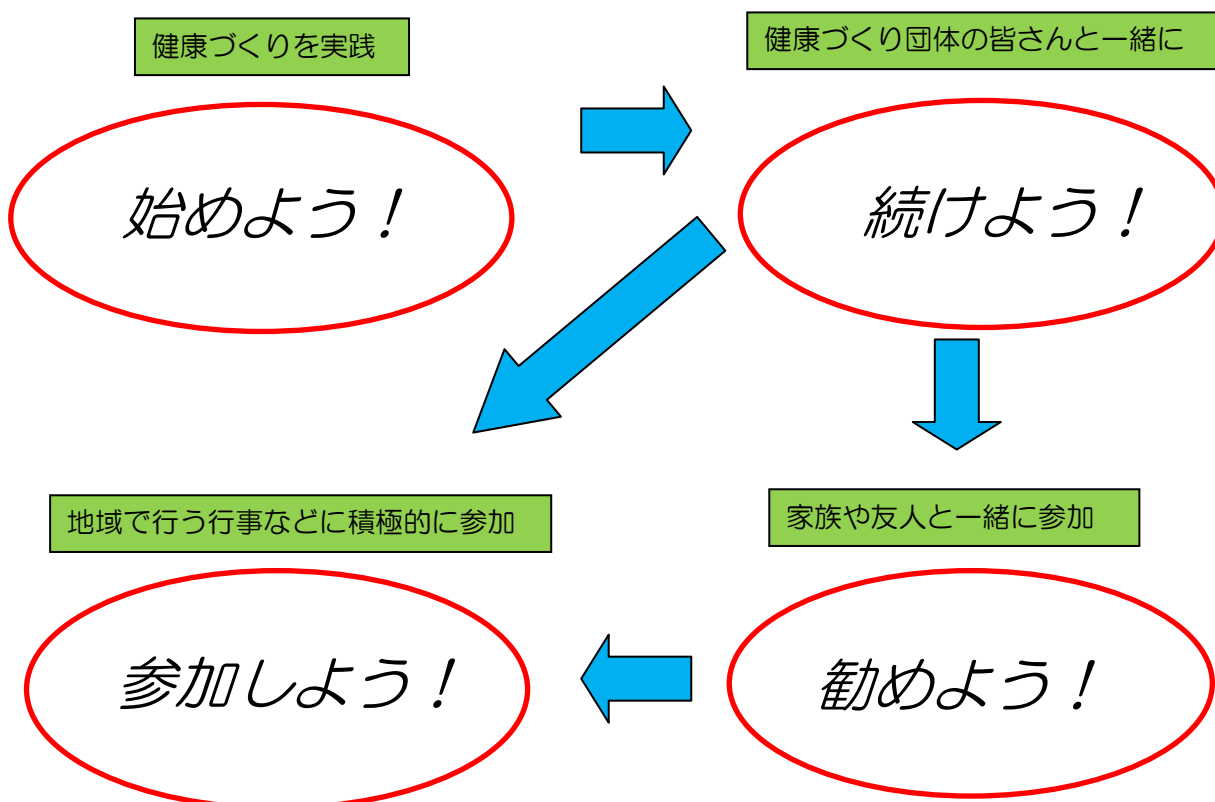 健康づくりを実践
健康づくり団体の皆さんと一緒に
始めよう！
続けよう！
地域で行う行事などに積極的に参加
家族や友人と一緒に参加
参加しよう！
勧めよう！